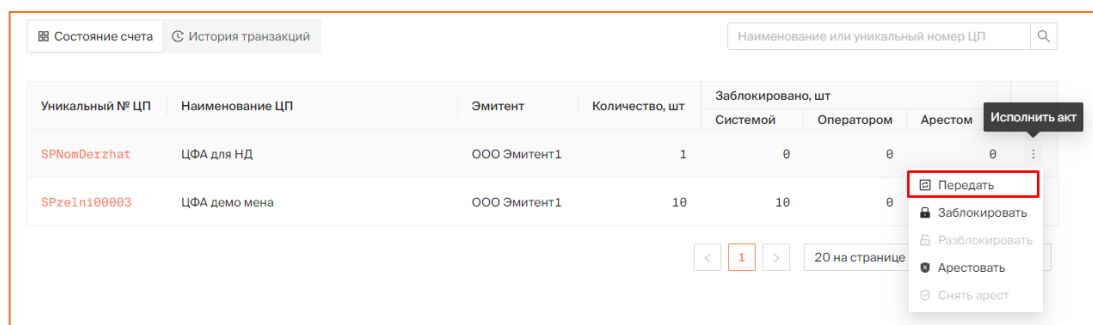 Состояние счета История транзакций Наименование или уникальный номер ЦП
Уникальный № ЦП Наименование ЦП Эмитент Количество, шт Заблокировано, шт
Системой Оператором Арестом Исполнить акт
SPNomDerzhat ЦФА для НД ООО Эмитент1 1 0 0 0
SPzelni00003 ЦФА демо мена ООО Эмитент1 10 10 0
< 1 > 20 на странице
Передать
Заблокировать
Разблокировать
Арестовать
Снять арест